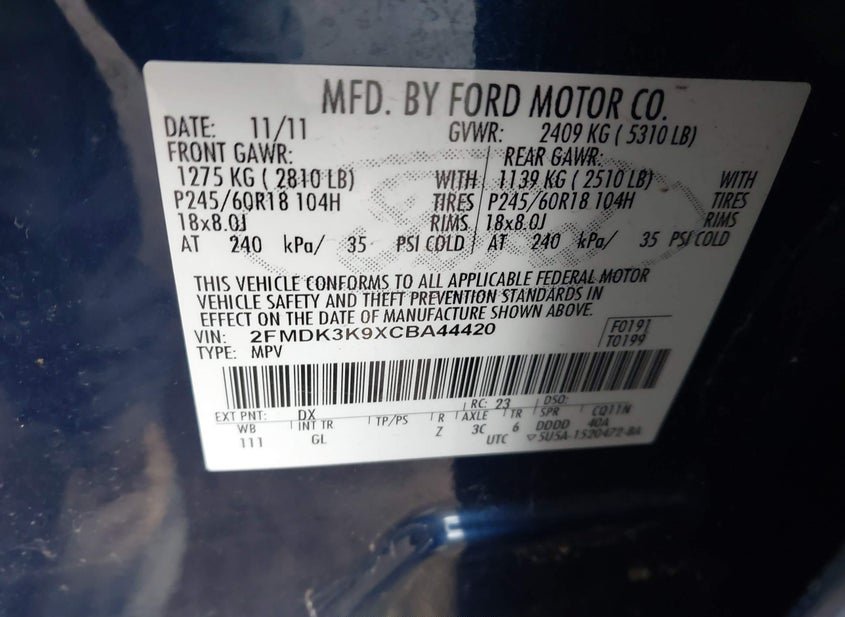 MFD. BY FORD MOTOR CO.
DATE: 11/11 GVWR: 2409 KG ( 5310 LB)
FRONT GAWR: REAR GAWR:
1275 KG ( 2810 LB) WITH 1139 KG ( 2510 LB) WITH
P245/60R18 104H TIRES P245/60R18 104H TIRES
18x8.0J RIMS 18x8.0J RIMS
AT 240 kPa/ 35 PSI COLD AT 240 kPa/ 35 PSI COLD
THIS VEHICLE CONFORMS TO ALL APPLICABLE FEDERAL MOTOR
VEHICLE SAFETY AND THEFT PREVENTION STANDARDS IN
EFFECT ON THE DATE OF MANUFACTURE SHOWN ABOVE.
VIN: 2FMDK3K9XCBA44420 F0191
TYPE: MPV T0199
EXT PNT: DX RC: 23 DSO:
WB INT TR TP/PS R AXLE TR SPR CQ11N
111 GL Z 3C 6 DDDD 40A
UTC ▽5U5A-1520472-BA